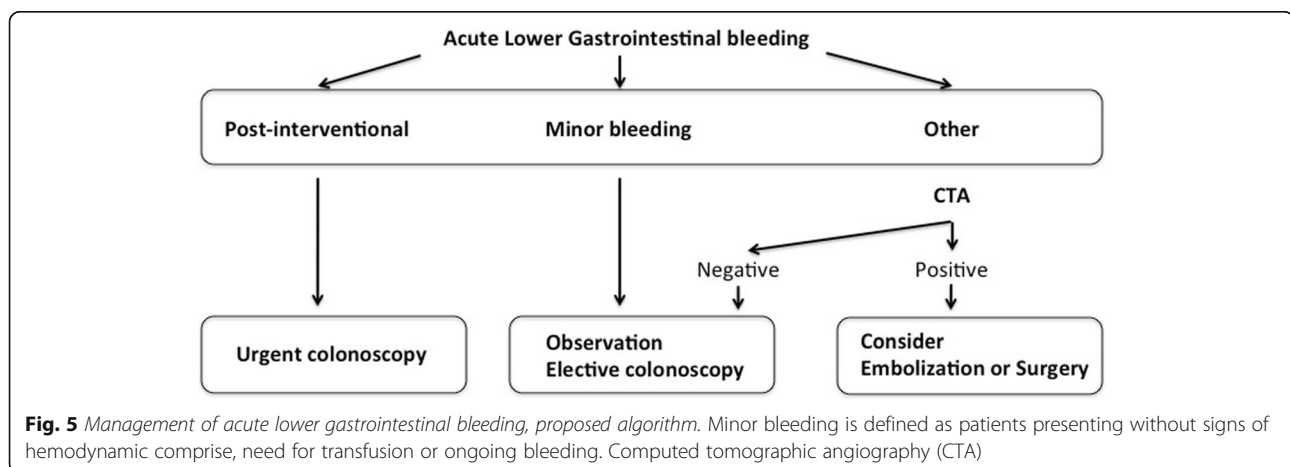 Acute Lower Gastrointestinal bleeding
Post-interventional Minor bleeding Other
CTA
Negative Positive
Urgent colonoscopy
Observation
Elective colonoscopy
Consider
Embolization or Surgery
Fig. 5 Management of acute lower gastrointestinal bleeding, proposed algorithm. Minor bleeding is defined as patients presenting without signs of
hemodynamic comprise, need for transfusion or ongoing bleeding. Computed tomographic angiography (CTA)